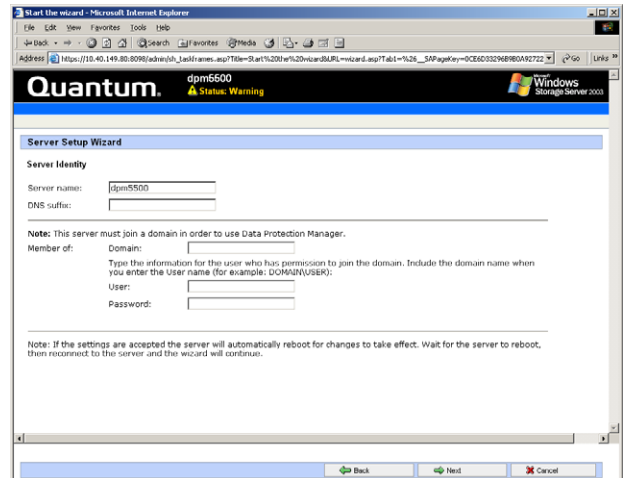 Start the wizard - Microsoft Internet Explorer
File Edit View Favorites Tools Help
Back Search Favorites Media
Address https://10.40.149.80:8098/admin/sh_taskframes.asp?Title=Start%20the%20wizard&URL=wizard.asp?Tab1=%26__SAPageKey=0CE6D33296B9B0A92722 Go Links »
Quantum. dpm5500
Status: Warning
Microsoft Windows
Storage Server 2003
Server Setup Wizard
Server Identity
Server name: dpm5500
DNS suffix:
Note: This server must join a domain in order to use Data Protection Manager.
Member of: Domain:
Type the information for the user who has permission to join the domain. Include the domain name when
you enter the User name (for example: DOMAIN\USER):
User:
Password:
Note: If the settings are accepted the server will automatically reboot for changes to take effect. Wait for the server to reboot,
then reconnect to the server and the wizard will continue.
Back Next Cancel